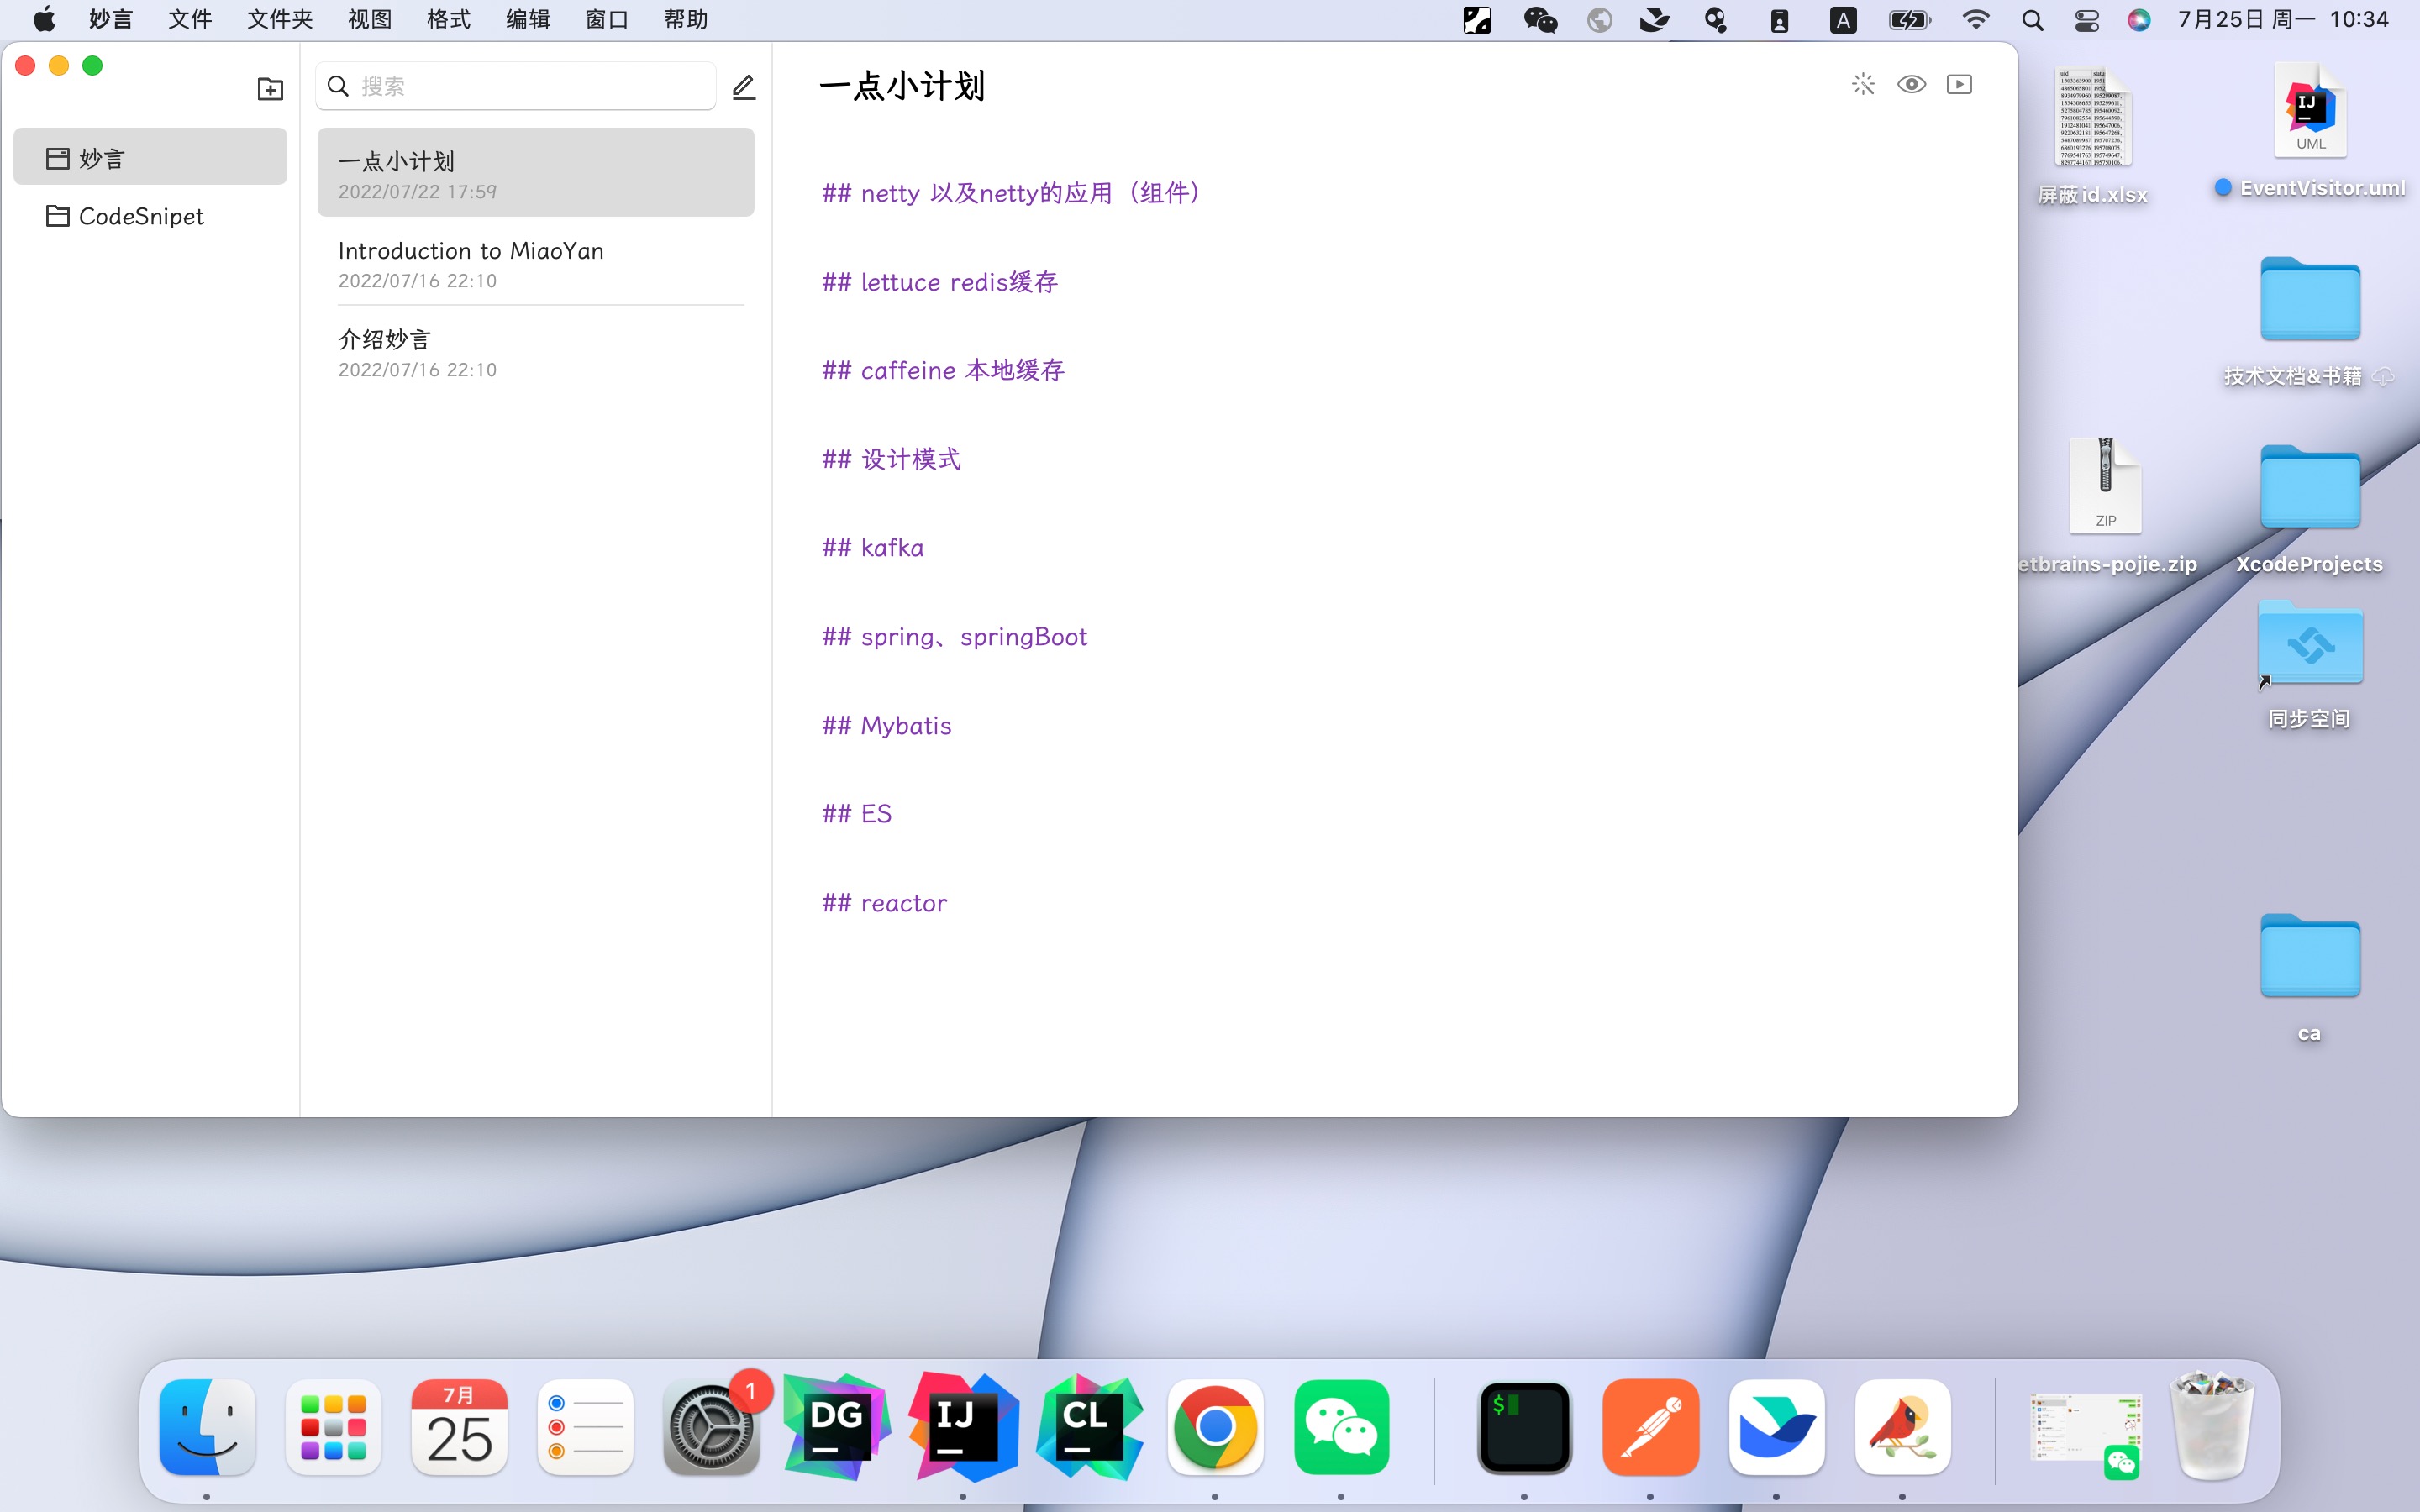 妙言 文件 文件夹 视图 格式 编辑 窗口 帮助
A
7月25日 周一 10:34
妙言
CodeSnipet
搜索
一点小计划
2022/07/22 17:59
Introduction to MiaoYan
2022/07/16 22:10
介绍妙言
2022/07/16 22:10
一点小计划
## netty 以及netty的应用（组件）
## lettuce redis缓存
## caffeine 本地缓存
## 设计模式
## kafka
## spring、springBoot
## Mybatis
## ES
## reactor
屏蔽id.xlsx
IJ
UML
EventVisitor.uml
技术文档&书籍
ZIP
etbrains-pojie.zip
XcodeProjects
同步空间
ca
7月
25
1
DG
IJ
CL
$